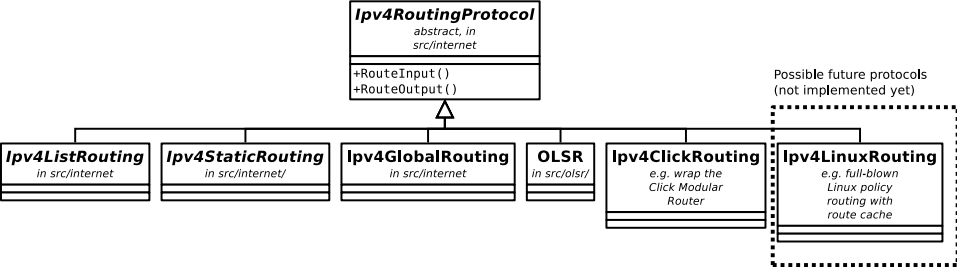 Ipv4RoutingProtocol
abstract, in
src/internet
+RouteInput()
+RouteOutput()
Possible future protocols
(not implemented yet)
Ipv4ListRouting
in src/internet
Ipv4StaticRouting
in src/internet/
Ipv4GlobalRouting
in src/internet
OLSR
in src/olsr/
Ipv4ClickRouting
e.g. wrap the
Click Modular
Router
Ipv4LinuxRouting
e.g. full-blown
Linux policy
routing with
route cache